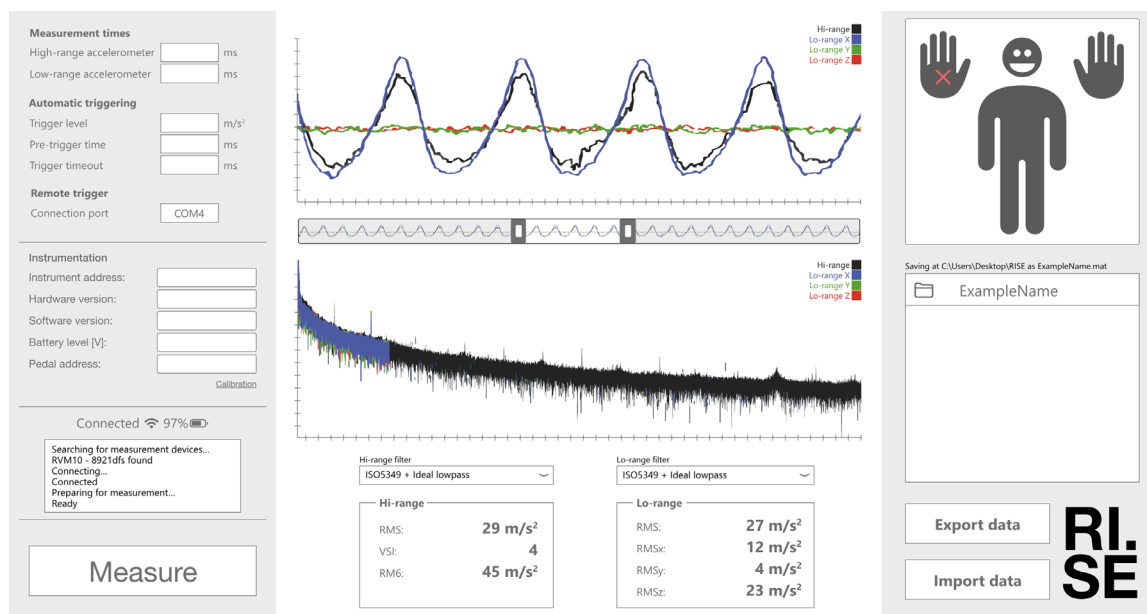 Measurement times
High-range accelerometer ms
Low-range accelerometer ms
Automatic triggering
Trigger level m/s²
Pre-trigger time ms
Trigger timeout ms
Remote trigger
Connection port COM4
Instrumentation
Instrument address:
Hardware version:
Software version:
Battery level [V]:
Pedal address:
Calibration
Connected 97%
Searching for measurement devices...
RVM10 - 8921dfs found
Connecting...
Connected
Preparing for measurement...
Ready
Measure
Hi-range
Lo-range X
Lo-range Y
Lo-range Z
Hi-range
Lo-range X
Lo-range Y
Lo-range Z
Hi-range filter
ISO5349 + Ideal lowpass
Hi-range
RMS: 29 m/s²
VSI: 4
RM6: 45 m/s²
Lo-range filter
ISO5349 + Ideal lowpass
Lo-range
RMS: 27 m/s²
RMSx: 12 m/s²
RMSy: 4 m/s²
RMSz: 23 m/s²
Saving at C:\Users\Desktop\RISE as ExampleName.mat
ExampleName
Export data
Import data
RI.
SE